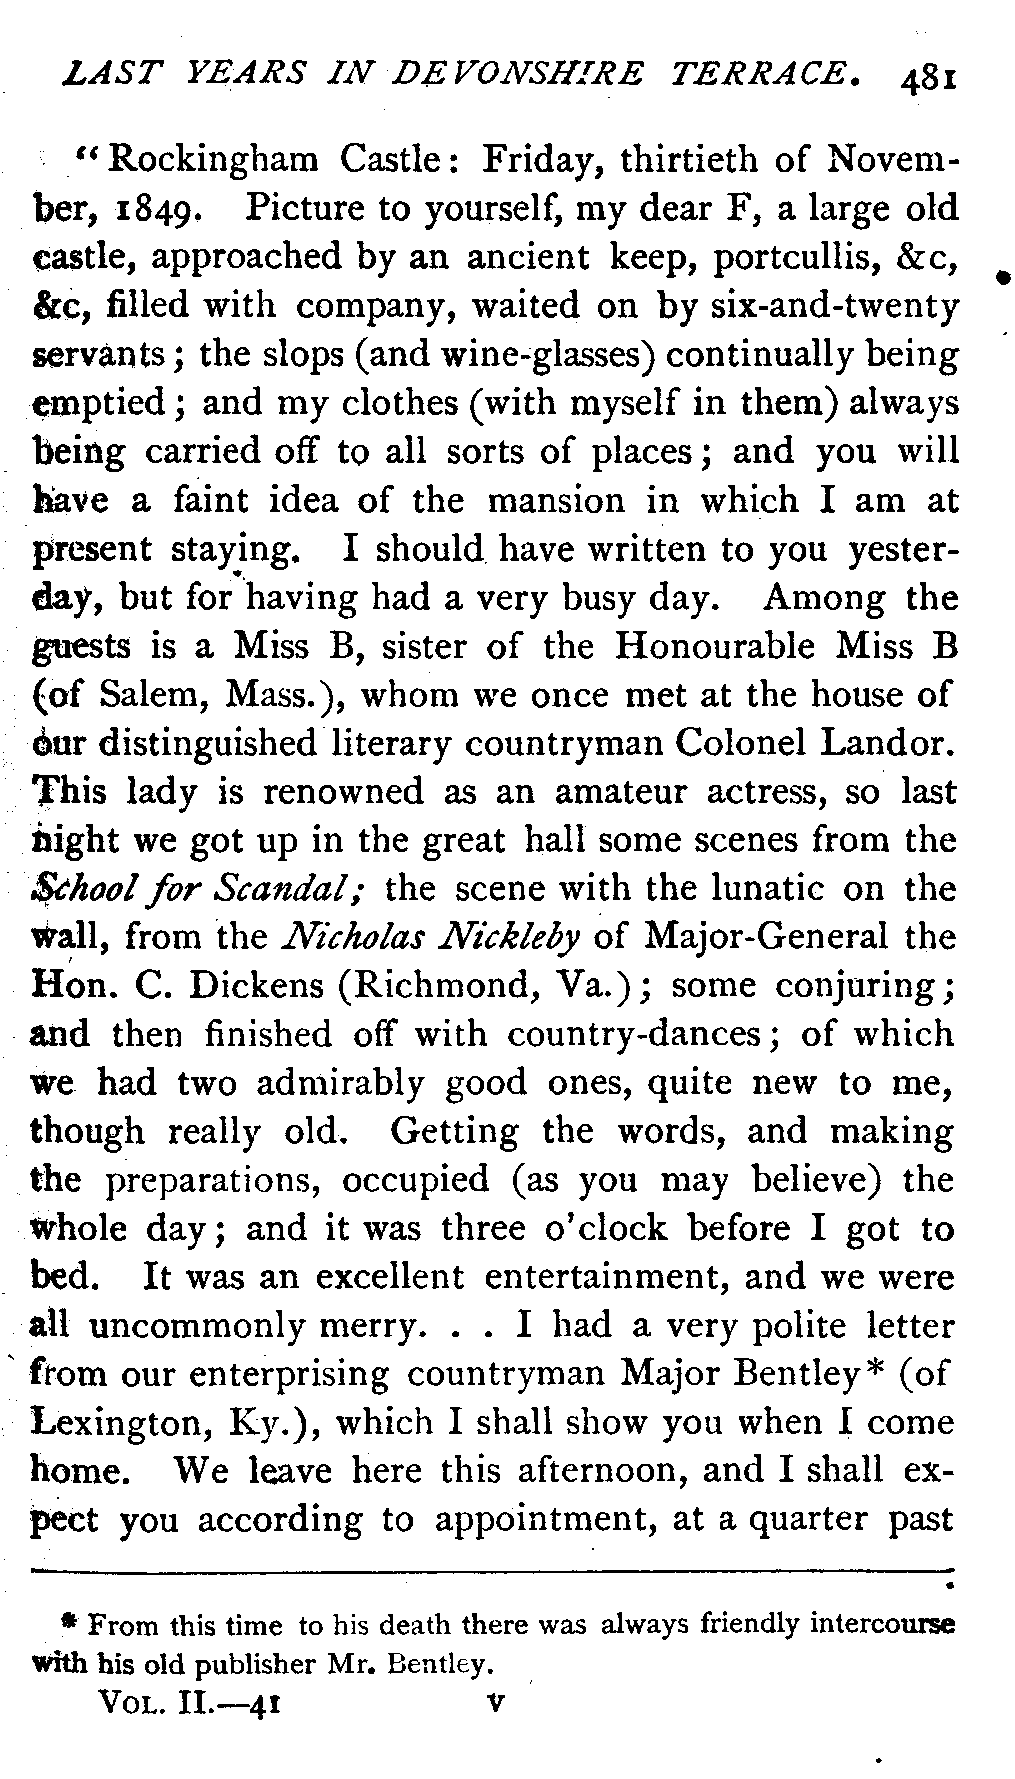 LAST YEARS IN DEVONSHIRE TERRACE. 481
“Rockingham Castle: Friday, thirtieth of Novem-
ber, 1849. Picture to yourself, my dear F, a large old
castle, approached by an ancient keep, portcullis, &c,
&c, filled with company, waited on by six-and-twenty
servants; the slops (and wine-glasses) continually being
emptied; and my clothes (with myself in them) always
being carried off to all sorts of places; and you will
have a faint idea of the mansion in which I am at
present staying. I should have written to you yester-
day, but for having had a very busy day. Among the
guests is a Miss B, sister of the Honourable Miss B
(of Salem, Mass.), whom we once met at the house of
our distinguished literary countryman Colonel Landor.
This lady is renowned as an amateur actress, so last
night we got up in the great hall some scenes from the
School for Scandal; the scene with the lunatic on the
wall, from the Nicholas Nickleby of Major-General the
Hon. C. Dickens (Richmond, Va.); some conjuring;
and then finished off with country-dances; of which
we had two admirably good ones, quite new to me,
though really old. Getting the words, and making
the preparations, occupied (as you may believe) the
whole day; and it was three o'clock before I got to
bed. It was an excellent entertainment, and we were
all uncommonly merry. . . I had a very polite letter
from our enterprising countryman Major Bentley* (of
Lexington, Ky.), which I shall show you when I come
home. We leave here this afternoon, and I shall ex-
pect you according to appointment, at a quarter past
* From this time to his death there was always friendly intercourse
with his old publisher Mr. Bentley.
VOL. II.—41 V